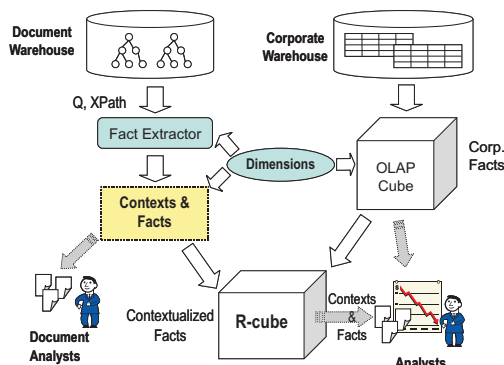 Document
Warehouse
Corporate
Warehouse
Q, XPath
Fact Extractor
Dimensions
OLAP
Cube
Corp.
Facts
Contexts &
Facts
Document
Analysts
Contextualized
Facts
R-cube
Contexts
&
Facts
$
Analysts